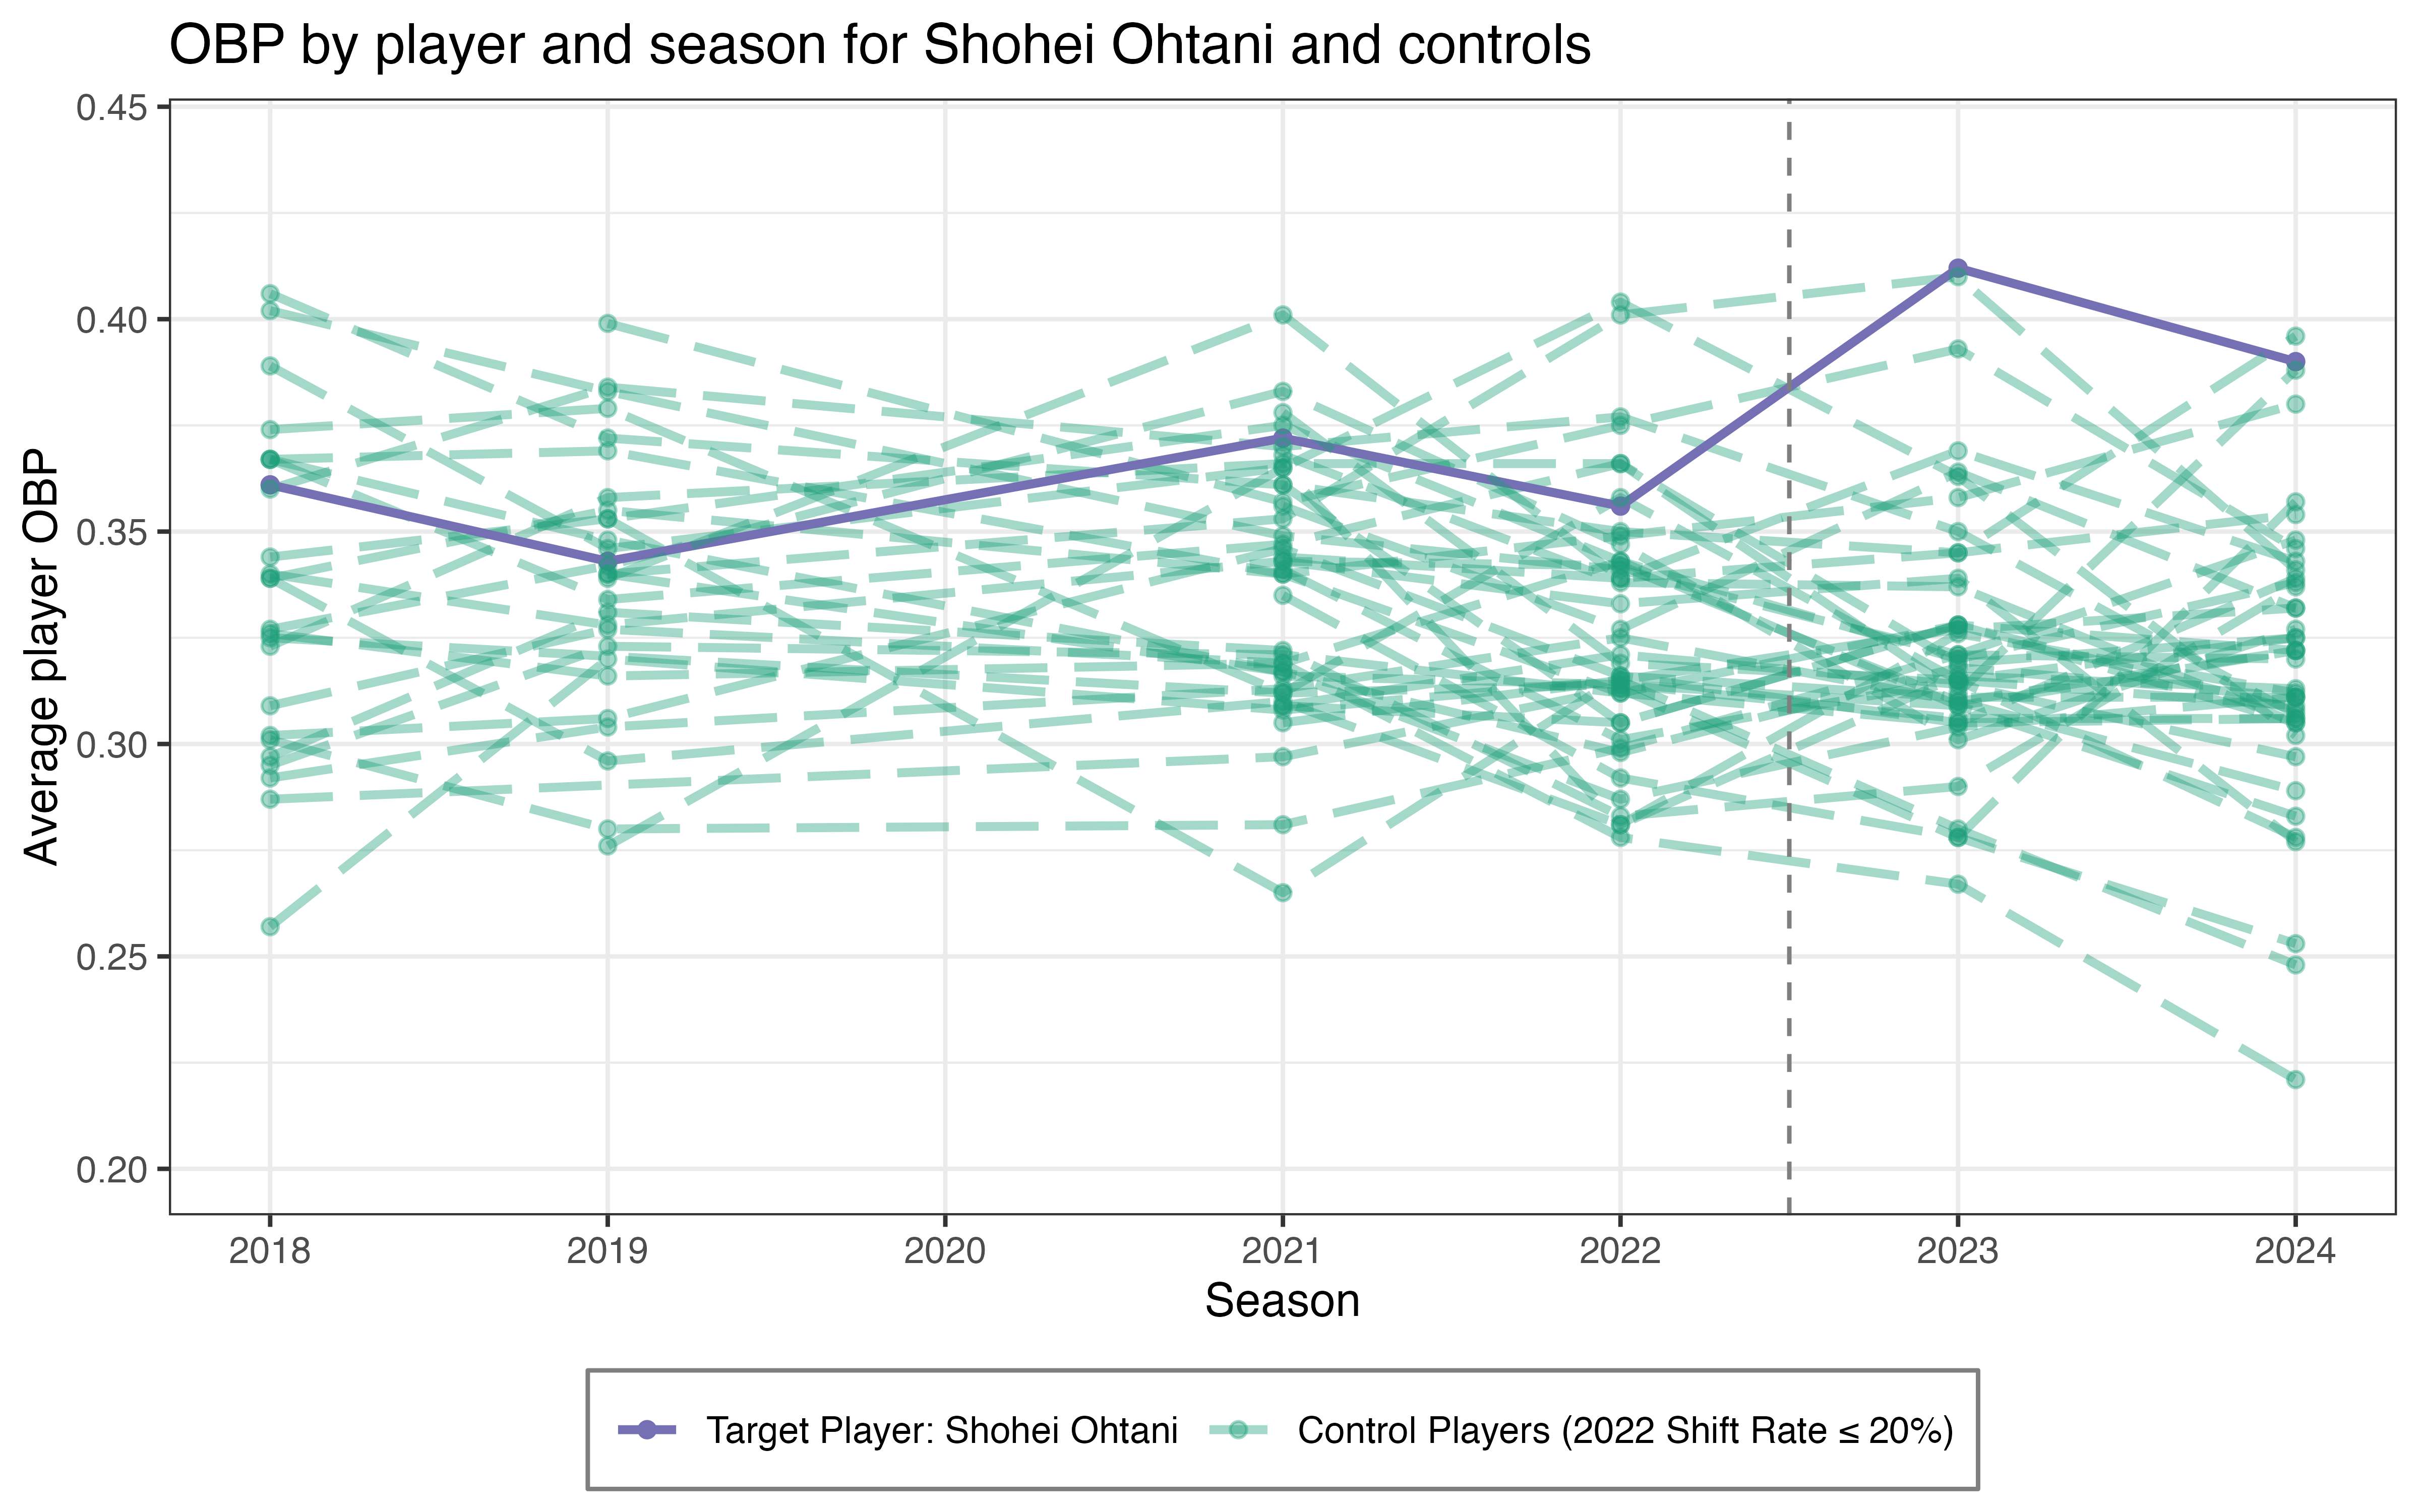 OBP by player and season for Shohei Ohtani and controls
Average player OBP
0.45
0.40
0.35
0.30
0.25
0.20
2018 2019 2020 2021 2022 2023 2024
Season
Target Player: Shohei Ohtani Control Players (2022 Shift Rate ≤ 20%)